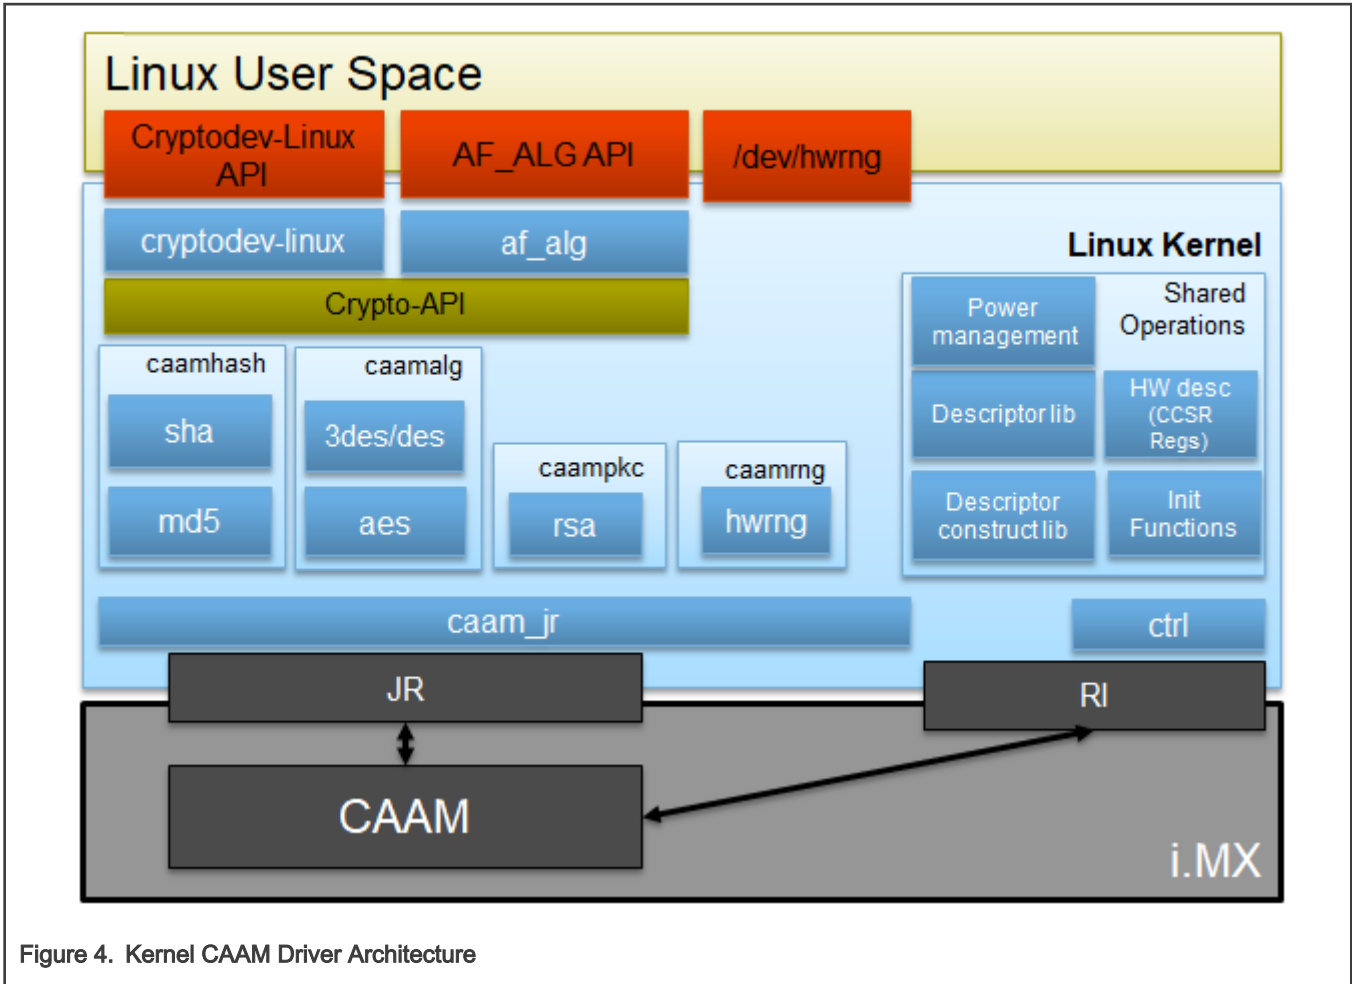 Linux User Space
Cryptodev-Linux
API
AF_ALG API
/dev/hwrng
cryptodev-linux
af_alg
Linux Kernel
Crypto-API
Shared
Operations
Power
management
Descriptor lib
HW desc
(CCSR
Regs)
Descriptor
construct lib
Init
Functions
caamhash
sha
md5
caamalg
3des/des
aes
caampkc
rsa
caamrng
hwrng
caam_jr
ctrl
JR
RI
CAAM
i.MX
Figure 4. Kernel CAAM Driver Architecture